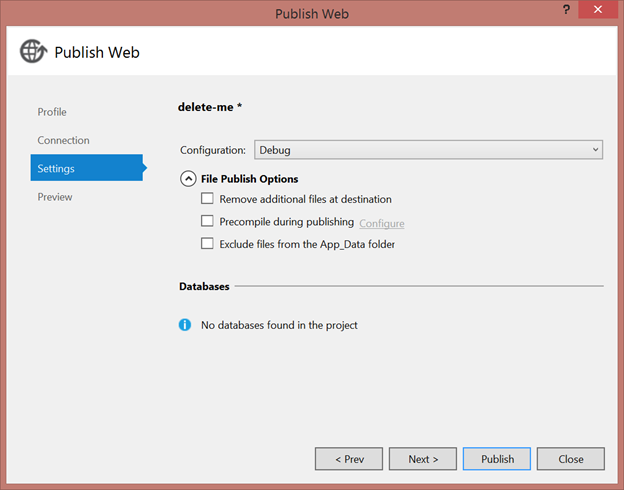 Publish Web
?
Publish Web
Profile
Connection
Settings
Preview
delete-me *
Configuration: Debug
File Publish Options
Remove additional files at destination
Precompile during publishing Configure
Exclude files from the App_Data folder
Databases
No databases found in the project
< Prev Next > Publish Close